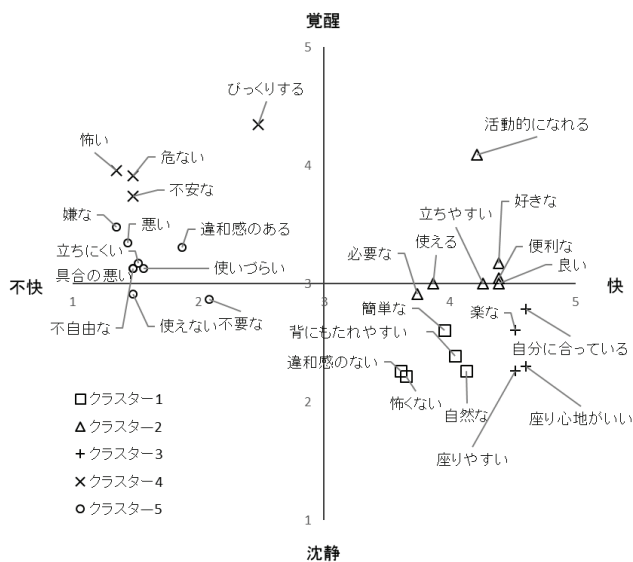 覚醒
5
びっくりする
活動的になれる
怖い
危ない
4
不安な
好きな
嫌な
悪い
違和感のある
立ちやすい
使える
便利な
立ちにくい
必要な
良い
具合の悪い
使いづらい
不快
快
1
2
3
4
5
3
簡単な
楽な
不自由な
使えない
不要な
背にもたれやすい
自分に合っている
違和感のない
怖くない
自然な
2
座り心地がいい
座りやすい
クラスター1
クラスター2
クラスター3
クラスター4
クラスター5
1
沈静